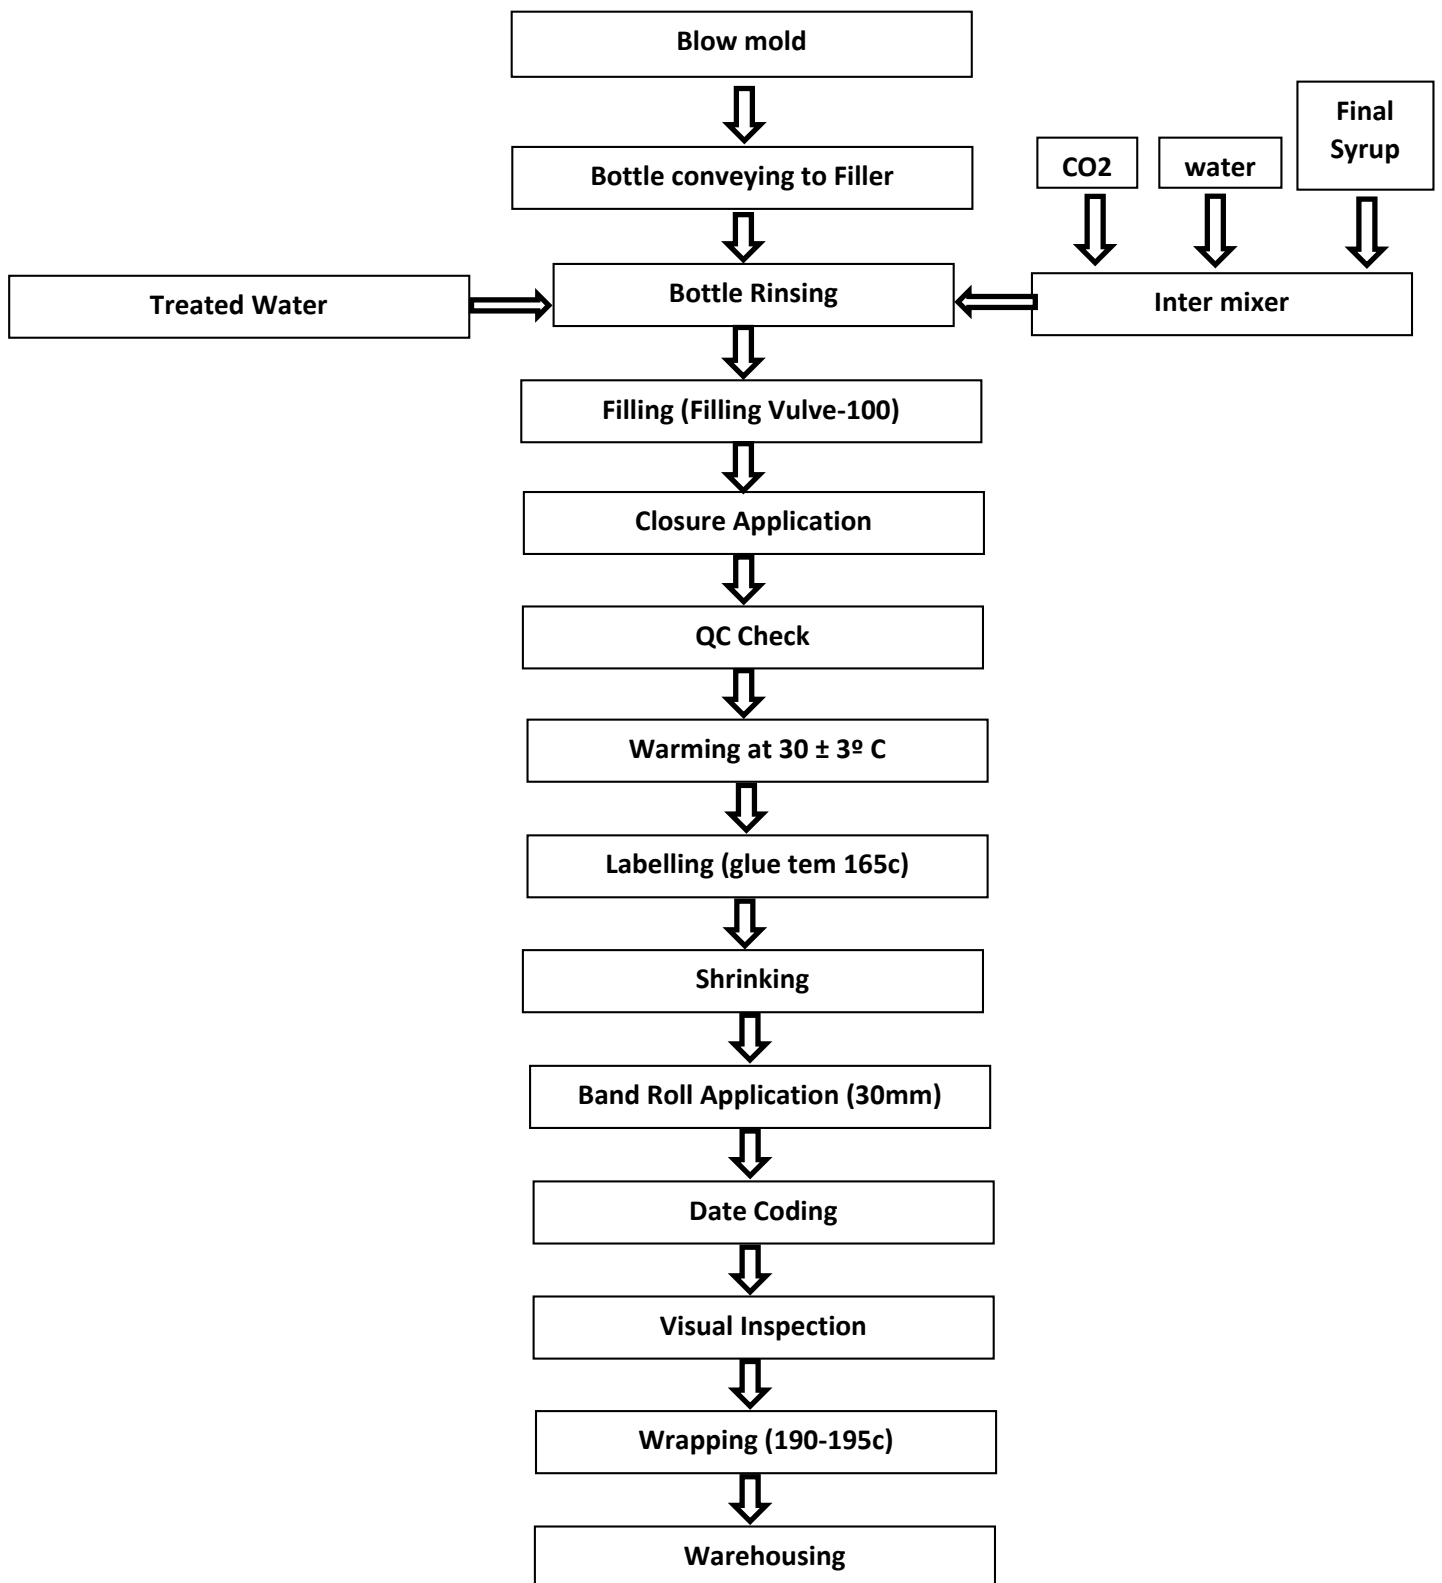 Blow mold
Final
Syrup
CO2
water
Bottle conveying to Filler
Treated Water
Bottle Rinsing
Inter mixer
Filling (Filling Vulve-100)
Closure Application
QC Check
Warming at 30 ± 3º C
Labelling (glue tem 165c)
Shrinking
Band Roll Application (30mm)
Date Coding
Visual Inspection
Wrapping (190-195c)
Warehousing